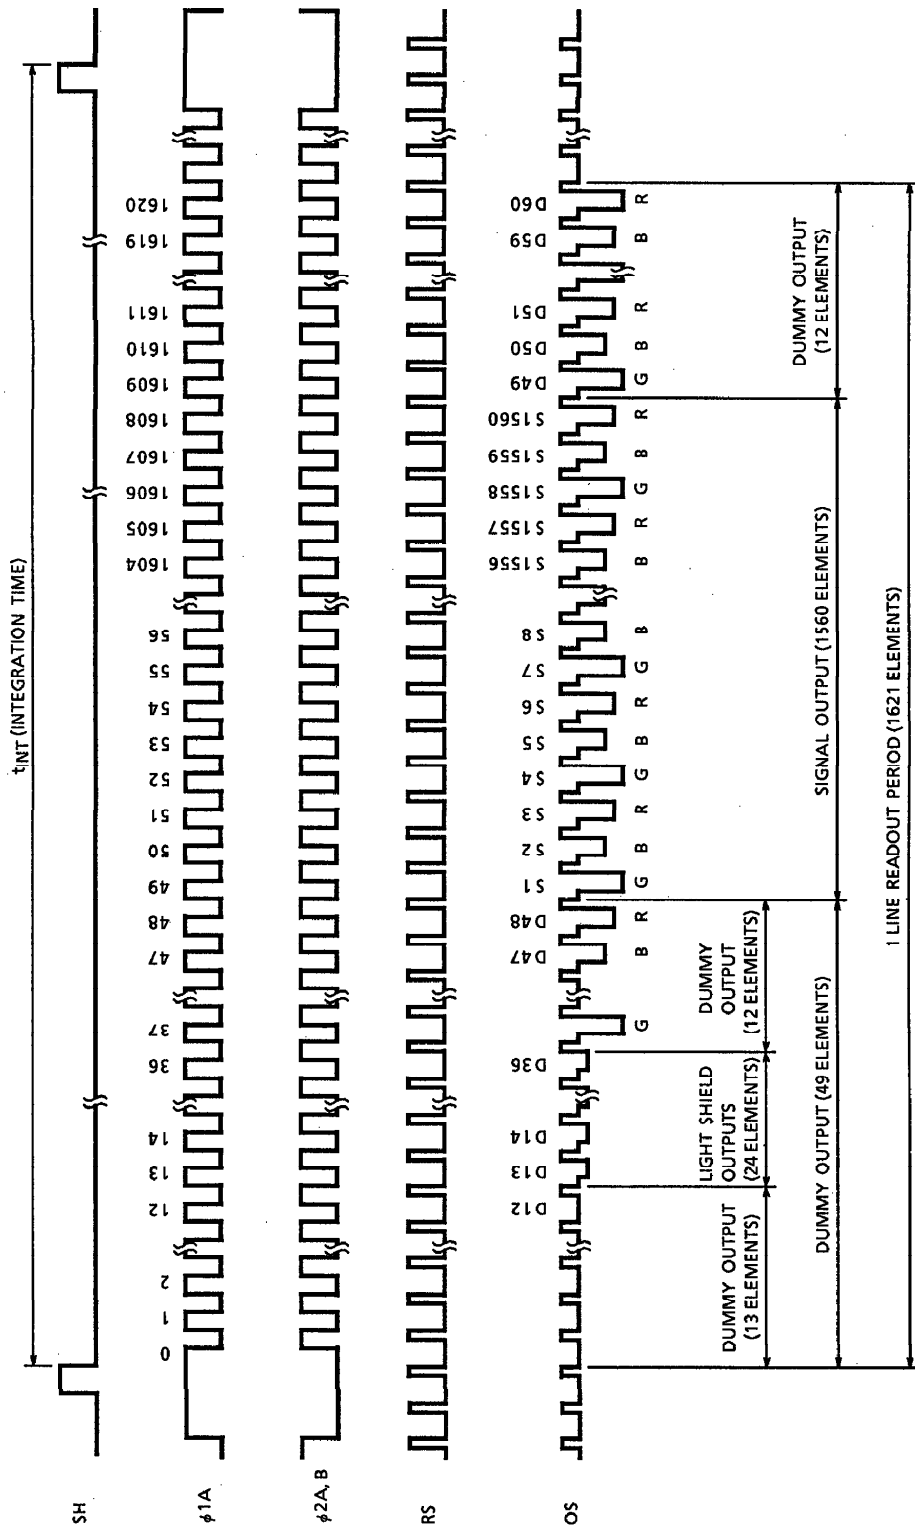 t INT (INTEGRATION TIME)
SH
φ1A
0 1 2 12 13 14 36 37 47 48 49 50 51 52 53 54 55 56 1604 1605 1606 1607 1608 1609 1610 1611 1619 1620
φ2A, B
RS
OS
D12 D13 D14 D36 D47 D48 S1 S2 S3 S4 S5 S6 S7 S8 S1556 S1557 S1558 S1559 S1560 D49 D50 D51 D59 D60
G B R G B R G B R G B B R G B R G B R B R
DUMMY OUTPUT
(13 ELEMENTS)
LIGHT SHIELD
OUTPUTS
(24 ELEMENTS)
DUMMY
OUTPUT
(12 ELEMENTS)
DUMMY OUTPUT (49 ELEMENTS)
SIGNAL OUTPUT (1560 ELEMENTS)
DUMMY OUTPUT
(12 ELEMENTS)
1 LINE READOUT PERIOD (1621 ELEMENTS)